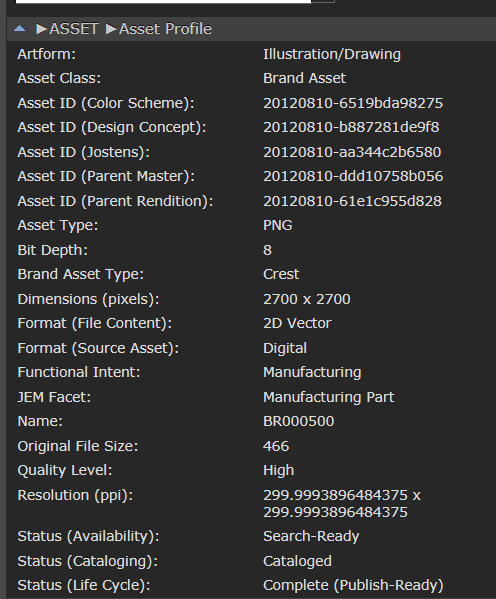 ▶ASSET ▶Asset Profile
Artform: Illustration/Drawing
Asset Class: Brand Asset
Asset ID (Color Scheme): 20120810-6519bda98275
Asset ID (Design Concept): 20120810-b887281de9f8
Asset ID (Jostens): 20120810-aa344c2b6580
Asset ID (Parent Master): 20120810-ddd10758b056
Asset ID (Parent Rendition): 20120810-61e1c955d828
Asset Type: PNG
Bit Depth: 8
Brand Asset Type: Crest
Dimensions (pixels): 2700 x 2700
Format (File Content): 2D Vector
Format (Source Asset): Digital
Functional Intent: Manufacturing
JEM Facet: Manufacturing Part
Name: BR000500
Original File Size: 466
Quality Level: High
Resolution (ppi): 299.9993896484375 x
299.9993896484375
Status (Availability): Search-Ready
Status (Cataloging): Cataloged
Status (Life Cycle): Complete (Publish-Ready)